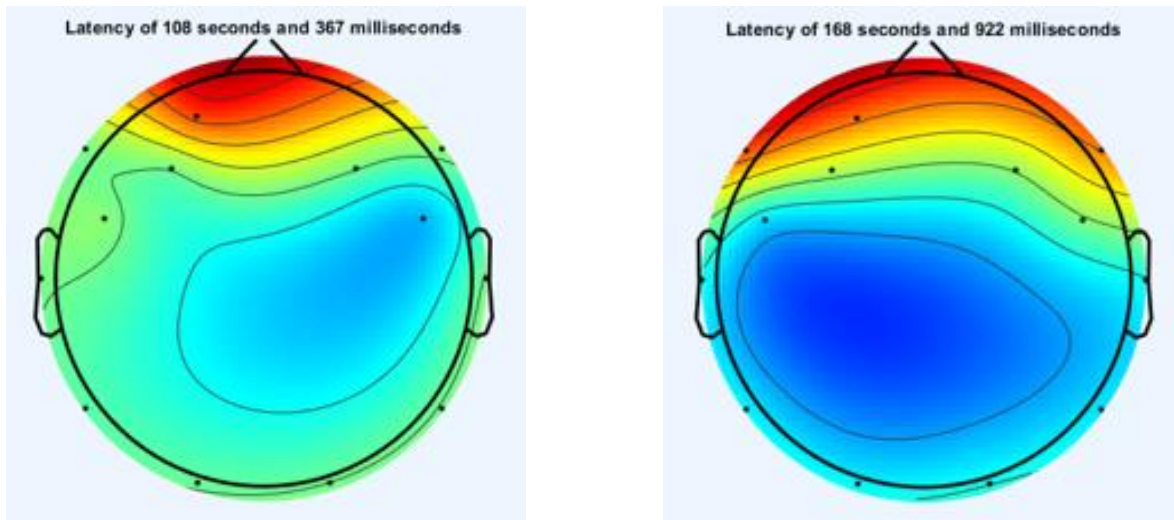 Latency of 108 seconds and 367 milliseconds
Latency of 168 seconds and 922 milliseconds